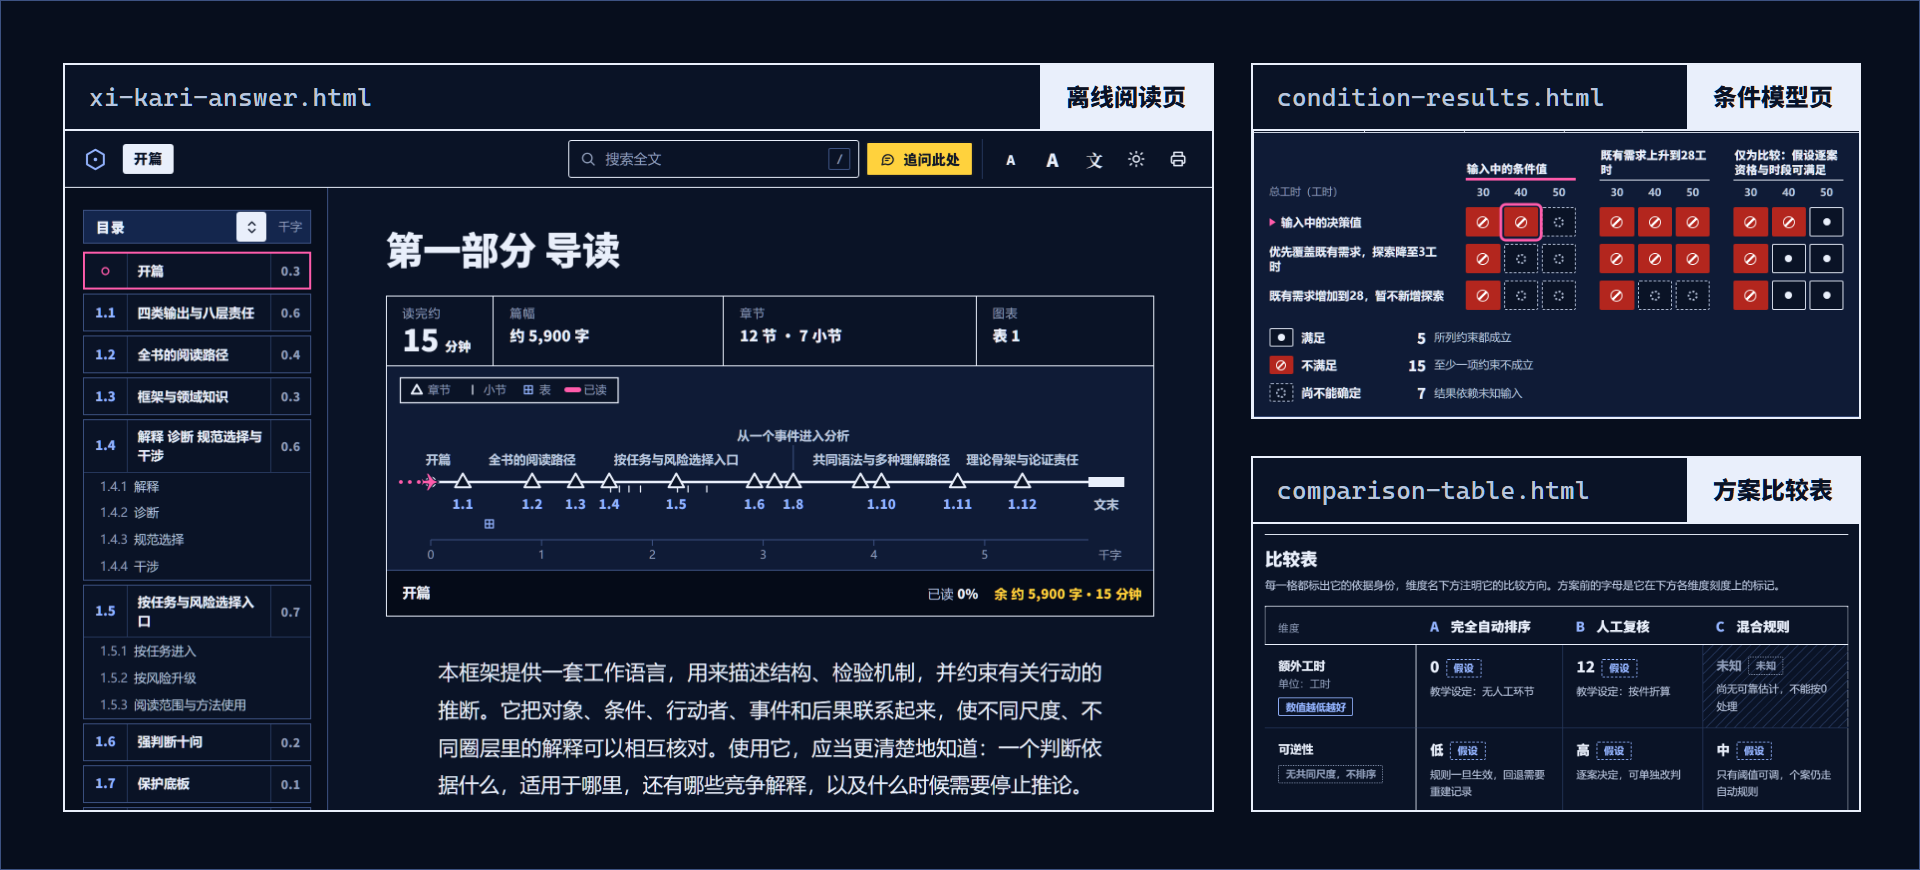 xi-kari-answer.html
离线阅读页
开篇
搜索全文
/
追问此处
A
A
文
目录
千字
开篇
0.3
1.1
四类输出与八层责任
0.6
1.2
全书的阅读路径
0.4
1.3
框架与领域知识
0.3
1.4
解释 诊断 规范选择与
干涉
0.6
1.4.1 解释
1.4.2 诊断
1.4.3 规范选择
1.4.4 干涉
1.5
按任务与风险选择入
口
0.7
1.5.1 按任务进入
1.5.2 按风险升级
1.5.3 阅读范围与方法使用
1.6
强判断十问
0.2
1.7
保护底板
0.1
第一部分 导读
读完约
15 分钟
篇幅
约 5,900 字
章节
12 节 · 7 小节
图表
表 1
章节
小节
表
已读
从一个事件进入分析
开篇
全书的阅读路径
按任务与风险选择入口
共同语法与多种理解路径
理论骨架与论证责任
1.1
1.2
1.3
1.4
1.5
1.6
1.8
1.10
1.11
1.12
文末
0
1
2
3
4
5
千字
开篇
已读 0%
余 约 5,900 字 · 15 分钟
本框架提供一套工作语言，用来描述结构、检验机制，并约束有关行动的
推断。它把对象、条件、行动者、事件和后果联系起来，使不同尺度、不
同圈层里的解释可以相互核对。使用它，应当更清楚地知道：一个判断依
据什么，适用于哪里，还有哪些竞争解释，以及什么时候需要停止推论。
condition-results.html
条件模型页
总工时（工时）
输入中的条件值
既有需求上升到28工
时
仅为比较：假设逐案
资格与时段可满足
30
40
50
30
40
50
30
40
50
输入中的决策值
优先覆盖既有需求，探索降至3工
时
既有需求增加到28，暂不新增探索
满足
5
所列约束都成立
不满足
15
至少一项约束不成立
尚不能确定
7
结果依赖未知输入
comparison-table.html
方案比较表
比较表
每一格都标出它的依据身份，维度名下方注明它的比较方向。方案前的字母是它在下方各维度刻度上的标记。
维度
A 完全自动排序
B 人工复核
C 混合规则
额外工时
单位：工时
数值越低越好
0 假设
教学设定：无人工环节
12 假设
教学设定：按件折算
未知 未知
尚无可靠估计，不能按0
处理
可逆性
无共同尺度，不排序
低 假设
规则一旦生效，回退需要
重建记录
高 假设
逐案决定，可单独改判
中 假设
只有阈值可调，个案仍走
自动规则